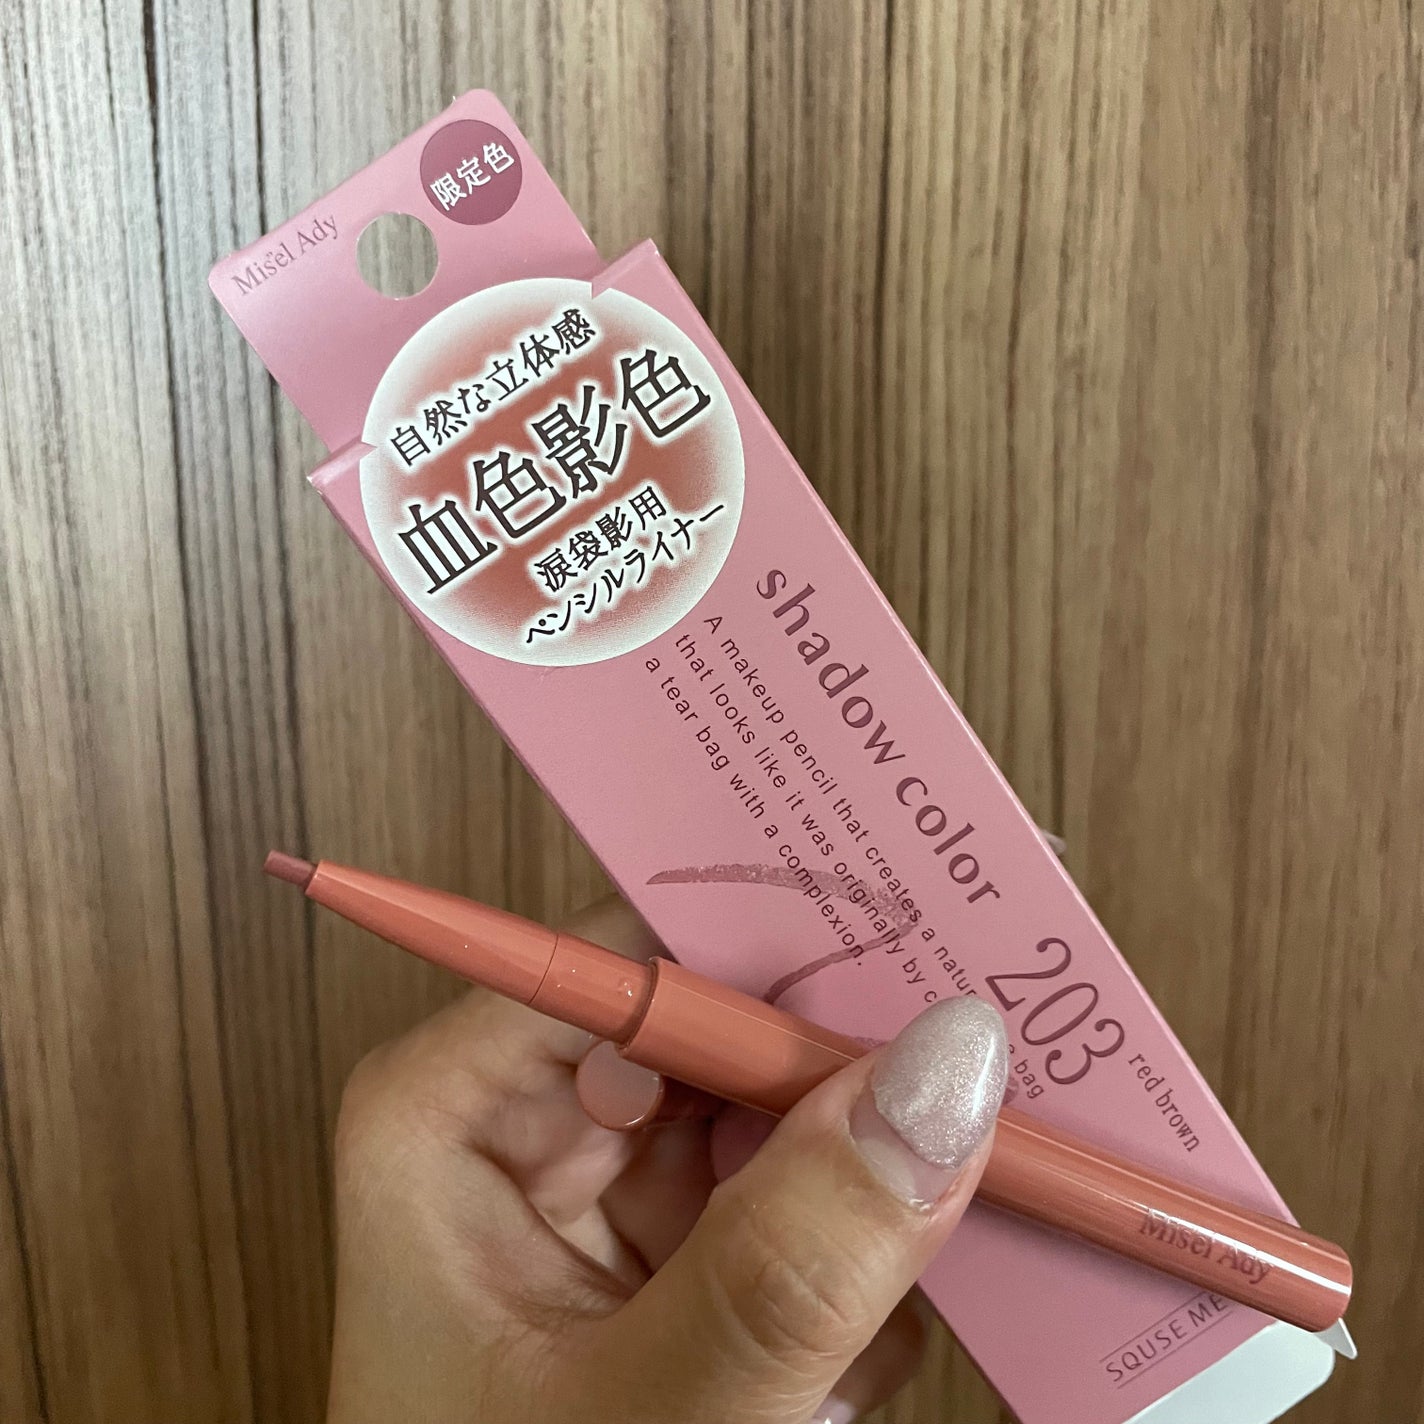 限定色
Mis'el Ady
自然な立体感
血色影色
涙袋影用
ペンシルライナー
shadow color
A makeup pencil that creates a natur
that looks like it was originally by c
a tear bag with a complexion.
bag
203
red brown
Mis'el Ady
SQUSE ME